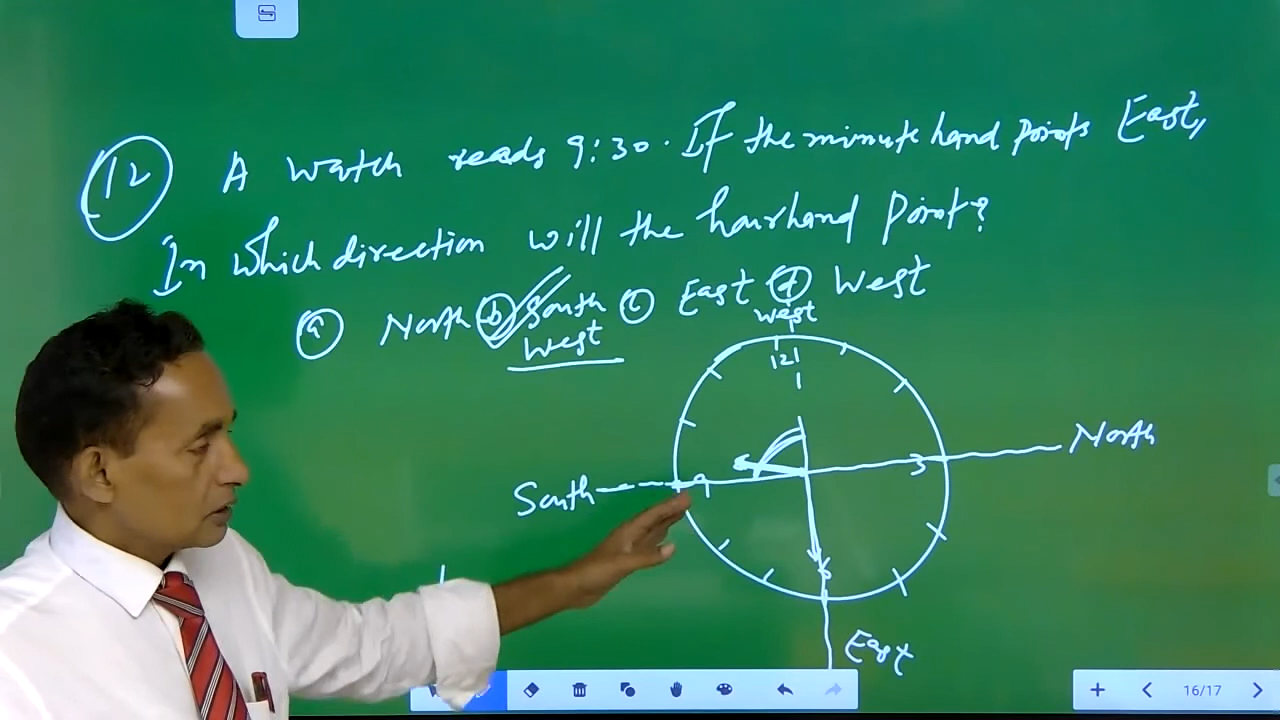 12 A watch reads 9:30. If the minute hand points East,
In which direction will the hourhand Point?
a North b South West c East d West
West
12
3
North
South
9
6
East
16/17